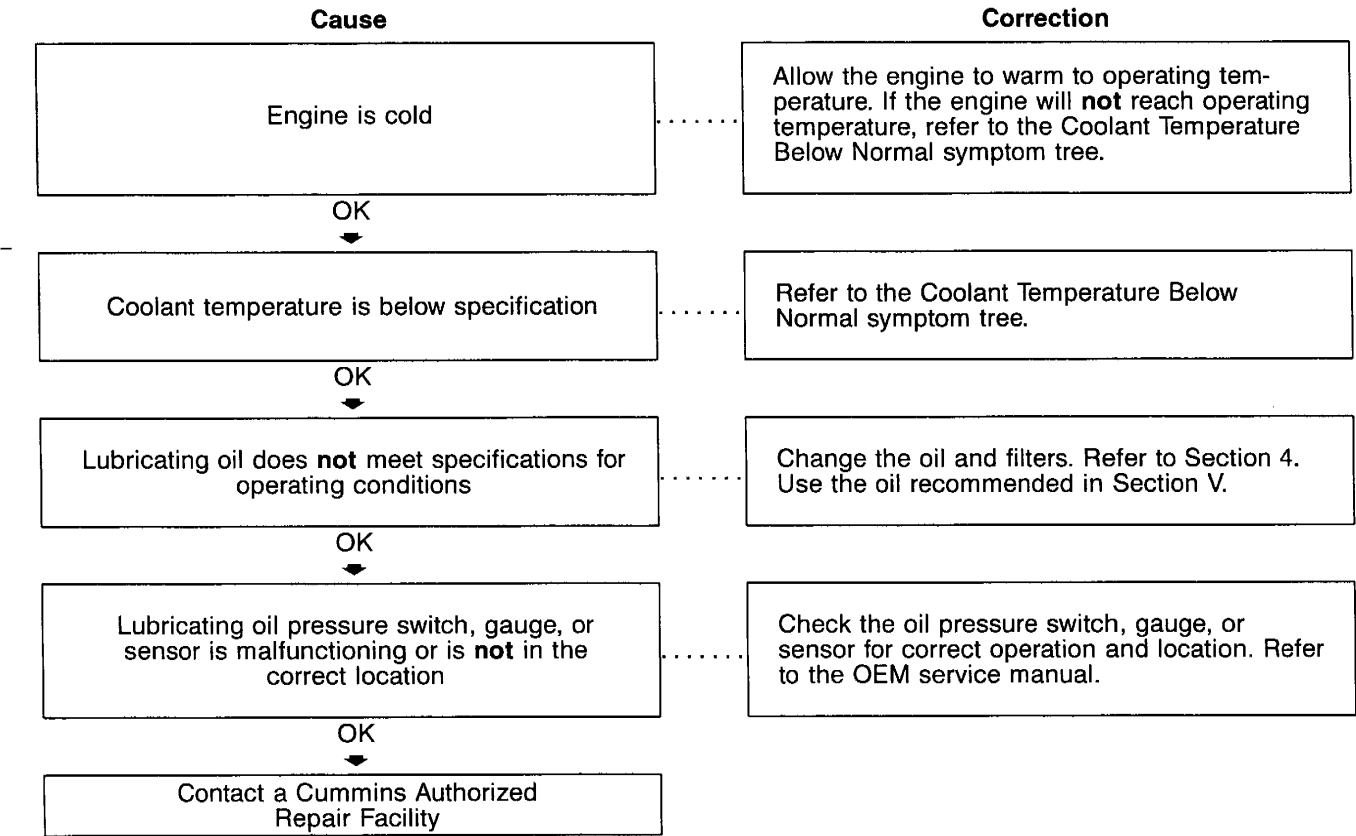 Cause
Correction
Engine is cold
Allow the engine to warm to operating tem-
perature. If the engine will not reach operating
temperature, refer to the Coolant Temperature
Below Normal symptom tree.
OK
Coolant temperature is below specification
Refer to the Coolant Temperature Below
Normal symptom tree.
OK
Lubricating oil does not meet specifications for
operating conditions
Change the oil and filters. Refer to Section 4.
Use the oil recommended in Section V.
OK
Lubricating oil pressure switch, gauge, or
sensor is malfunctioning or is not in the
correct location
Check the oil pressure switch, gauge, or
sensor for correct operation and location. Refer
to the OEM service manual.
OK
Contact a Cummins Authorized
Repair Facility